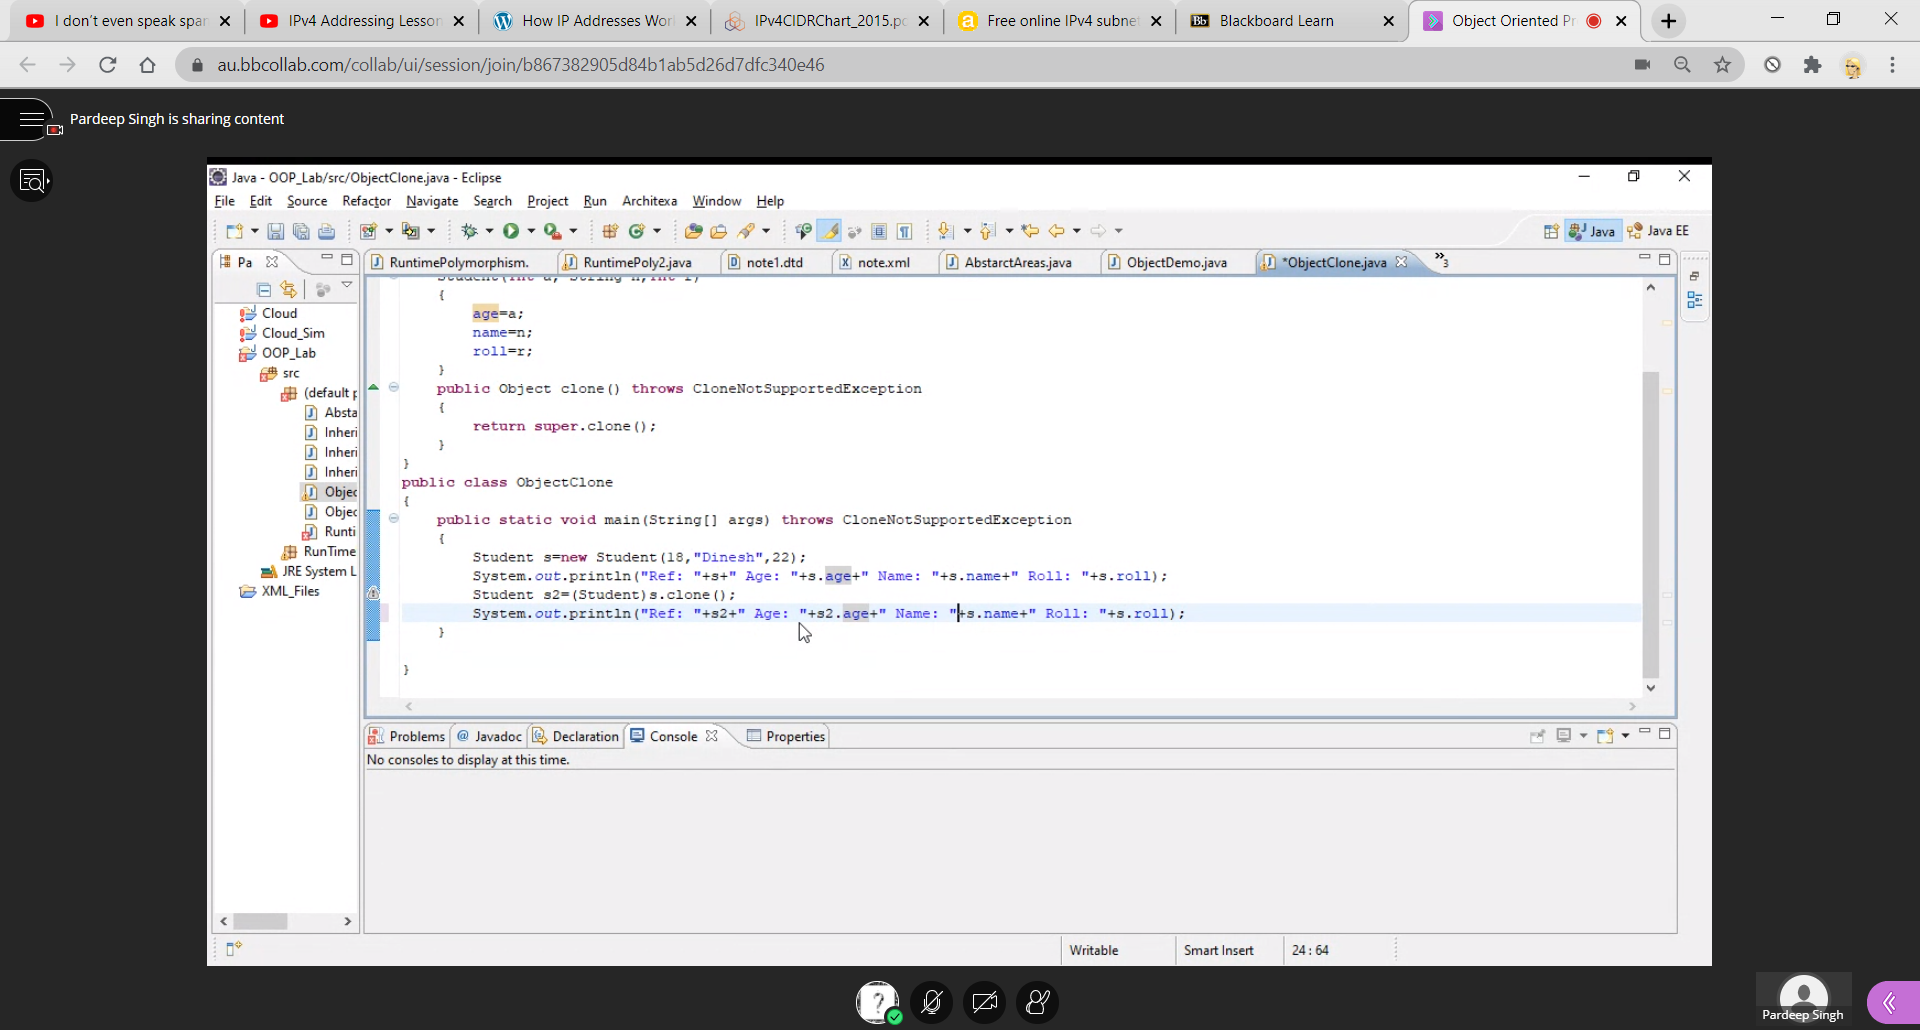 I don't even speak spa
IPv4 Addressing Lesson
How IP Addresses Wor
IPv4CIDRChart_2015.pd
Free online IPv4 subne
Blackboard Learn
Object Oriented Pr
au.bbcollab.com/collab/ui/session/join/b867382905d84b1ab5d26d7dfc340e46
Pardeep Singh is sharing content
Java - OOP_Lab/src/ObjectClone.java - Eclipse
File Edit Source Refactor Navigate Search Project Run Architexa Window Help
Java Java EE
Pa
RuntimePolymorphism. RuntimePoly2.java note1.dtd note.xml AbstarctAreas.java ObjectDemo.java *ObjectClone.java »3
Cloud
Cloud_Sim
OOP_Lab
src
(default p
Absta
Inheri
Inheri
Inheri
Objec
Objec
Runti
RunTime
JRE System L
XML_Files
Student(int a, String n,int r)
{
age=a;
name=n;
roll=r;
}
public Object clone() throws CloneNotSupportedException
{
return super.clone();
}
}
public class ObjectClone
{
public static void main(String[] args) throws CloneNotSupportedException
{
Student s=new Student(18,"Dinesh",22);
System.out.println("Ref: "+s+" Age: "+s.age+" Name: "+s.name+" Roll: "+s.roll);
Student s2=(Student)s.clone();
System.out.println("Ref: "+s2+" Age: "+s2.age+" Name: "+s.name+" Roll: "+s.roll);
}
}
Problems @ Javadoc Declaration Console Properties
No consoles to display at this time.
Writable Smart Insert 24 : 64
Pardeep Singh